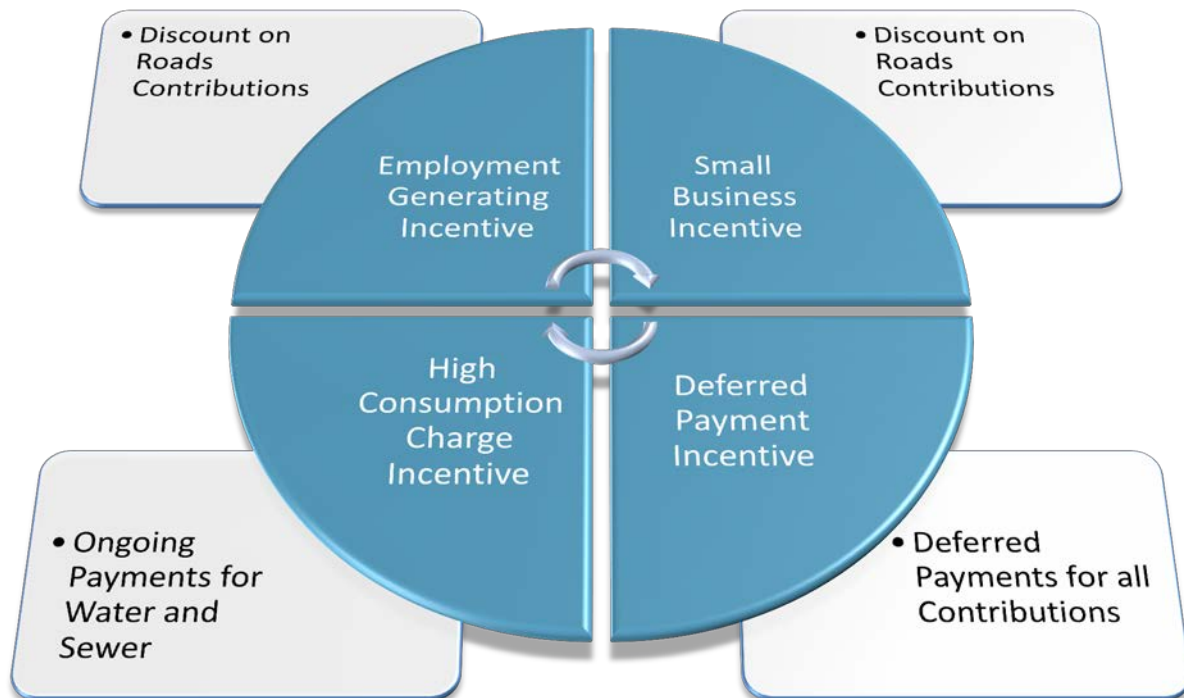 • Discount on
Roads
Contributions
• Discount on
Roads
Contributions
Employment
Generating
Incentive
Small
Business
Incentive
High
Consumption
Charge
Incentive
Deferred
Payment
Incentive
• Ongoing
Payments for
Water and
Sewer
• Deferred
Payments for all
Contributions